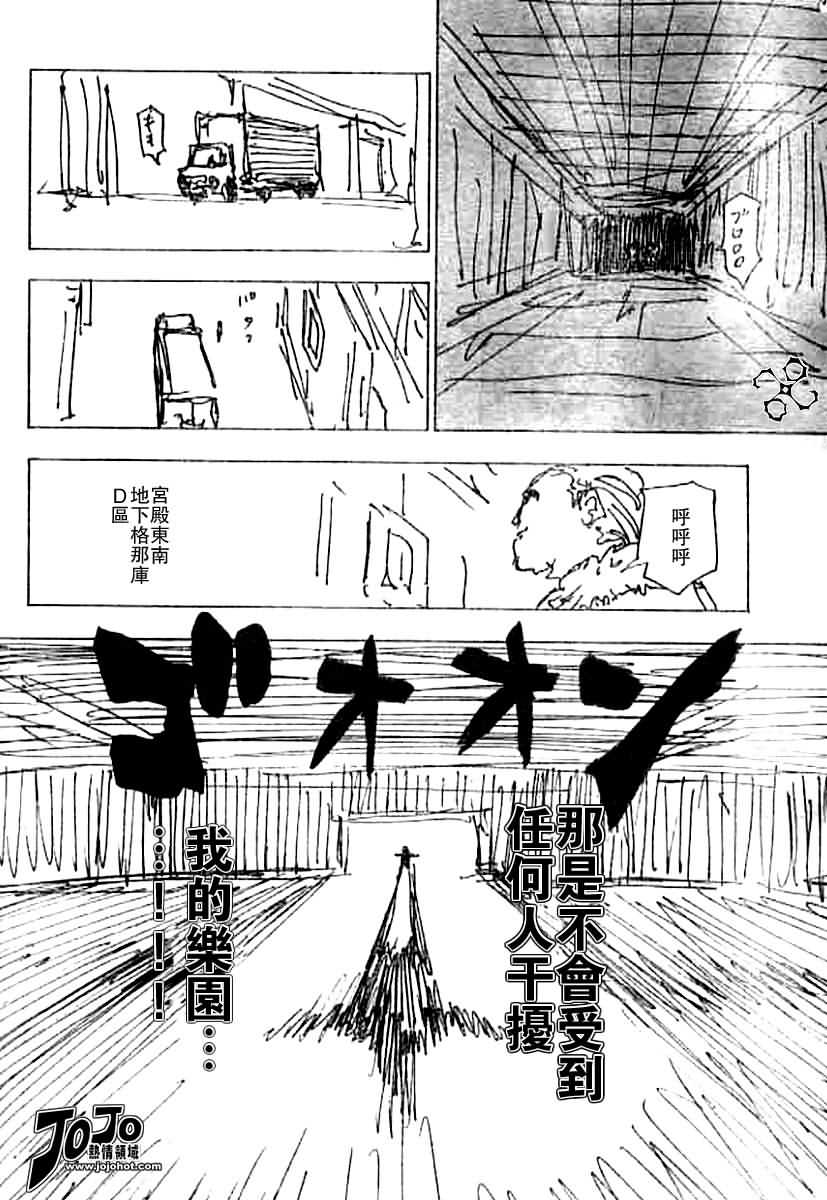 ブロロロロ
キキ
バタン
呼呼呼
宮殿東南
地下格那庫
D區
ゴオオン
那是不會受到
任何人干擾
我的樂園…
……！！！
JOJO
熱情領域
www.jojohot.com